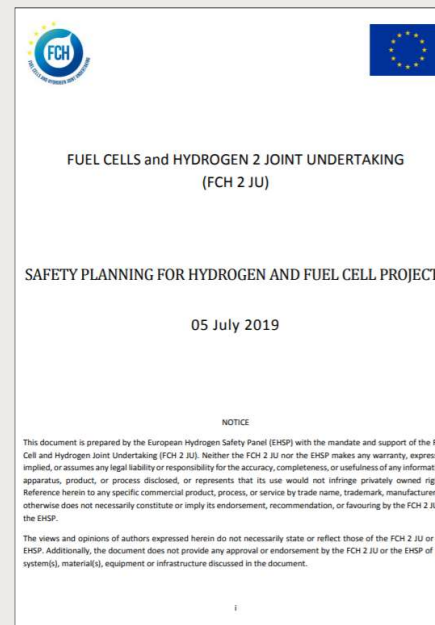 FCH
FUEL CELLS AND HYDROGEN JOINT UNDERTAKING
FUEL CELLS and HYDROGEN 2 JOINT UNDERTAKING
(FCH 2 JU)
SAFETY PLANNING FOR HYDROGEN AND FUEL CELL PROJECT
05 July 2019
NOTICE
This document is prepared by the European Hydrogen Safety Panel (EHSP) with the mandate and support of the F
Cell and Hydrogen Joint Undertaking (FCH 2 JU). Neither the FCH 2 JU nor the EHSP makes any warranty, expres
implied, or assumes any legal liability or responsibility for the accuracy, completeness, or usefulness of any informat
apparatus, product, or process disclosed, or represents that its use would not infringe privately owned rig
Reference herein to any specific commercial product, process, or service by trade name, trademark, manufacturer
otherwise does not necessarily constitute or imply its endorsement, recommendation, or favouring by the FCH 2 JU
the EHSP.
The views and opinions of authors expressed herein do not necessarily state or reflect those of the FCH 2 JU or
EHSP. Additionally, the document does not provide any approval or endorsement by the FCH 2 JU or the EHSP of
system(s), material(s), equipment or infrastructure discussed in the document.
i